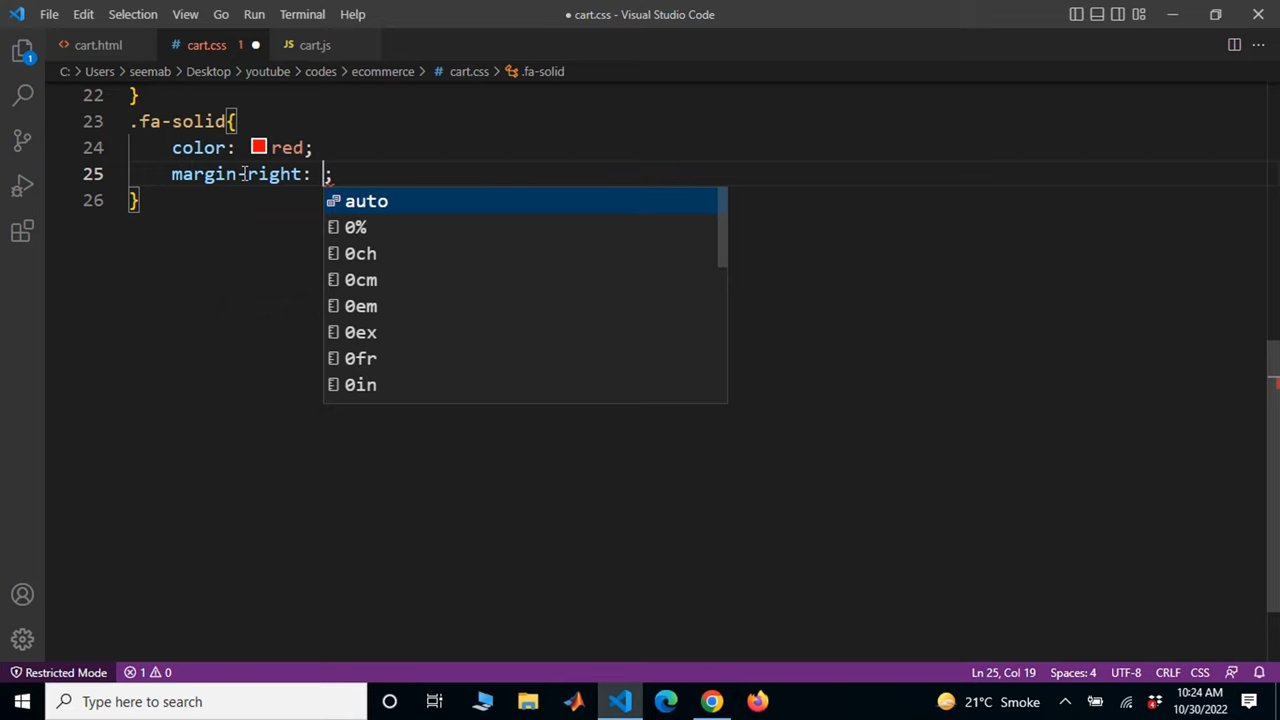 File Edit Selection View Go Run Terminal Help
● cart.css - Visual Studio Code
<> cart.html
# cart.css 1 ●
JS cart.js
C: > Users > seemab > Desktop > youtube > codes > ecommerce > # cart.css > .fa-solid
22 }
23 .fa-solid{
24 color: red;
25 margin-right: ;
26 }
auto
0%
0ch
0cm
0em
0ex
0fr
0in
1
Restricted Mode 1 0 Ln 25, Col 19 Spaces: 4 UTF-8 CRLF CSS
Type here to search
21°C Smoke
4
10:24 AM
10/30/2022